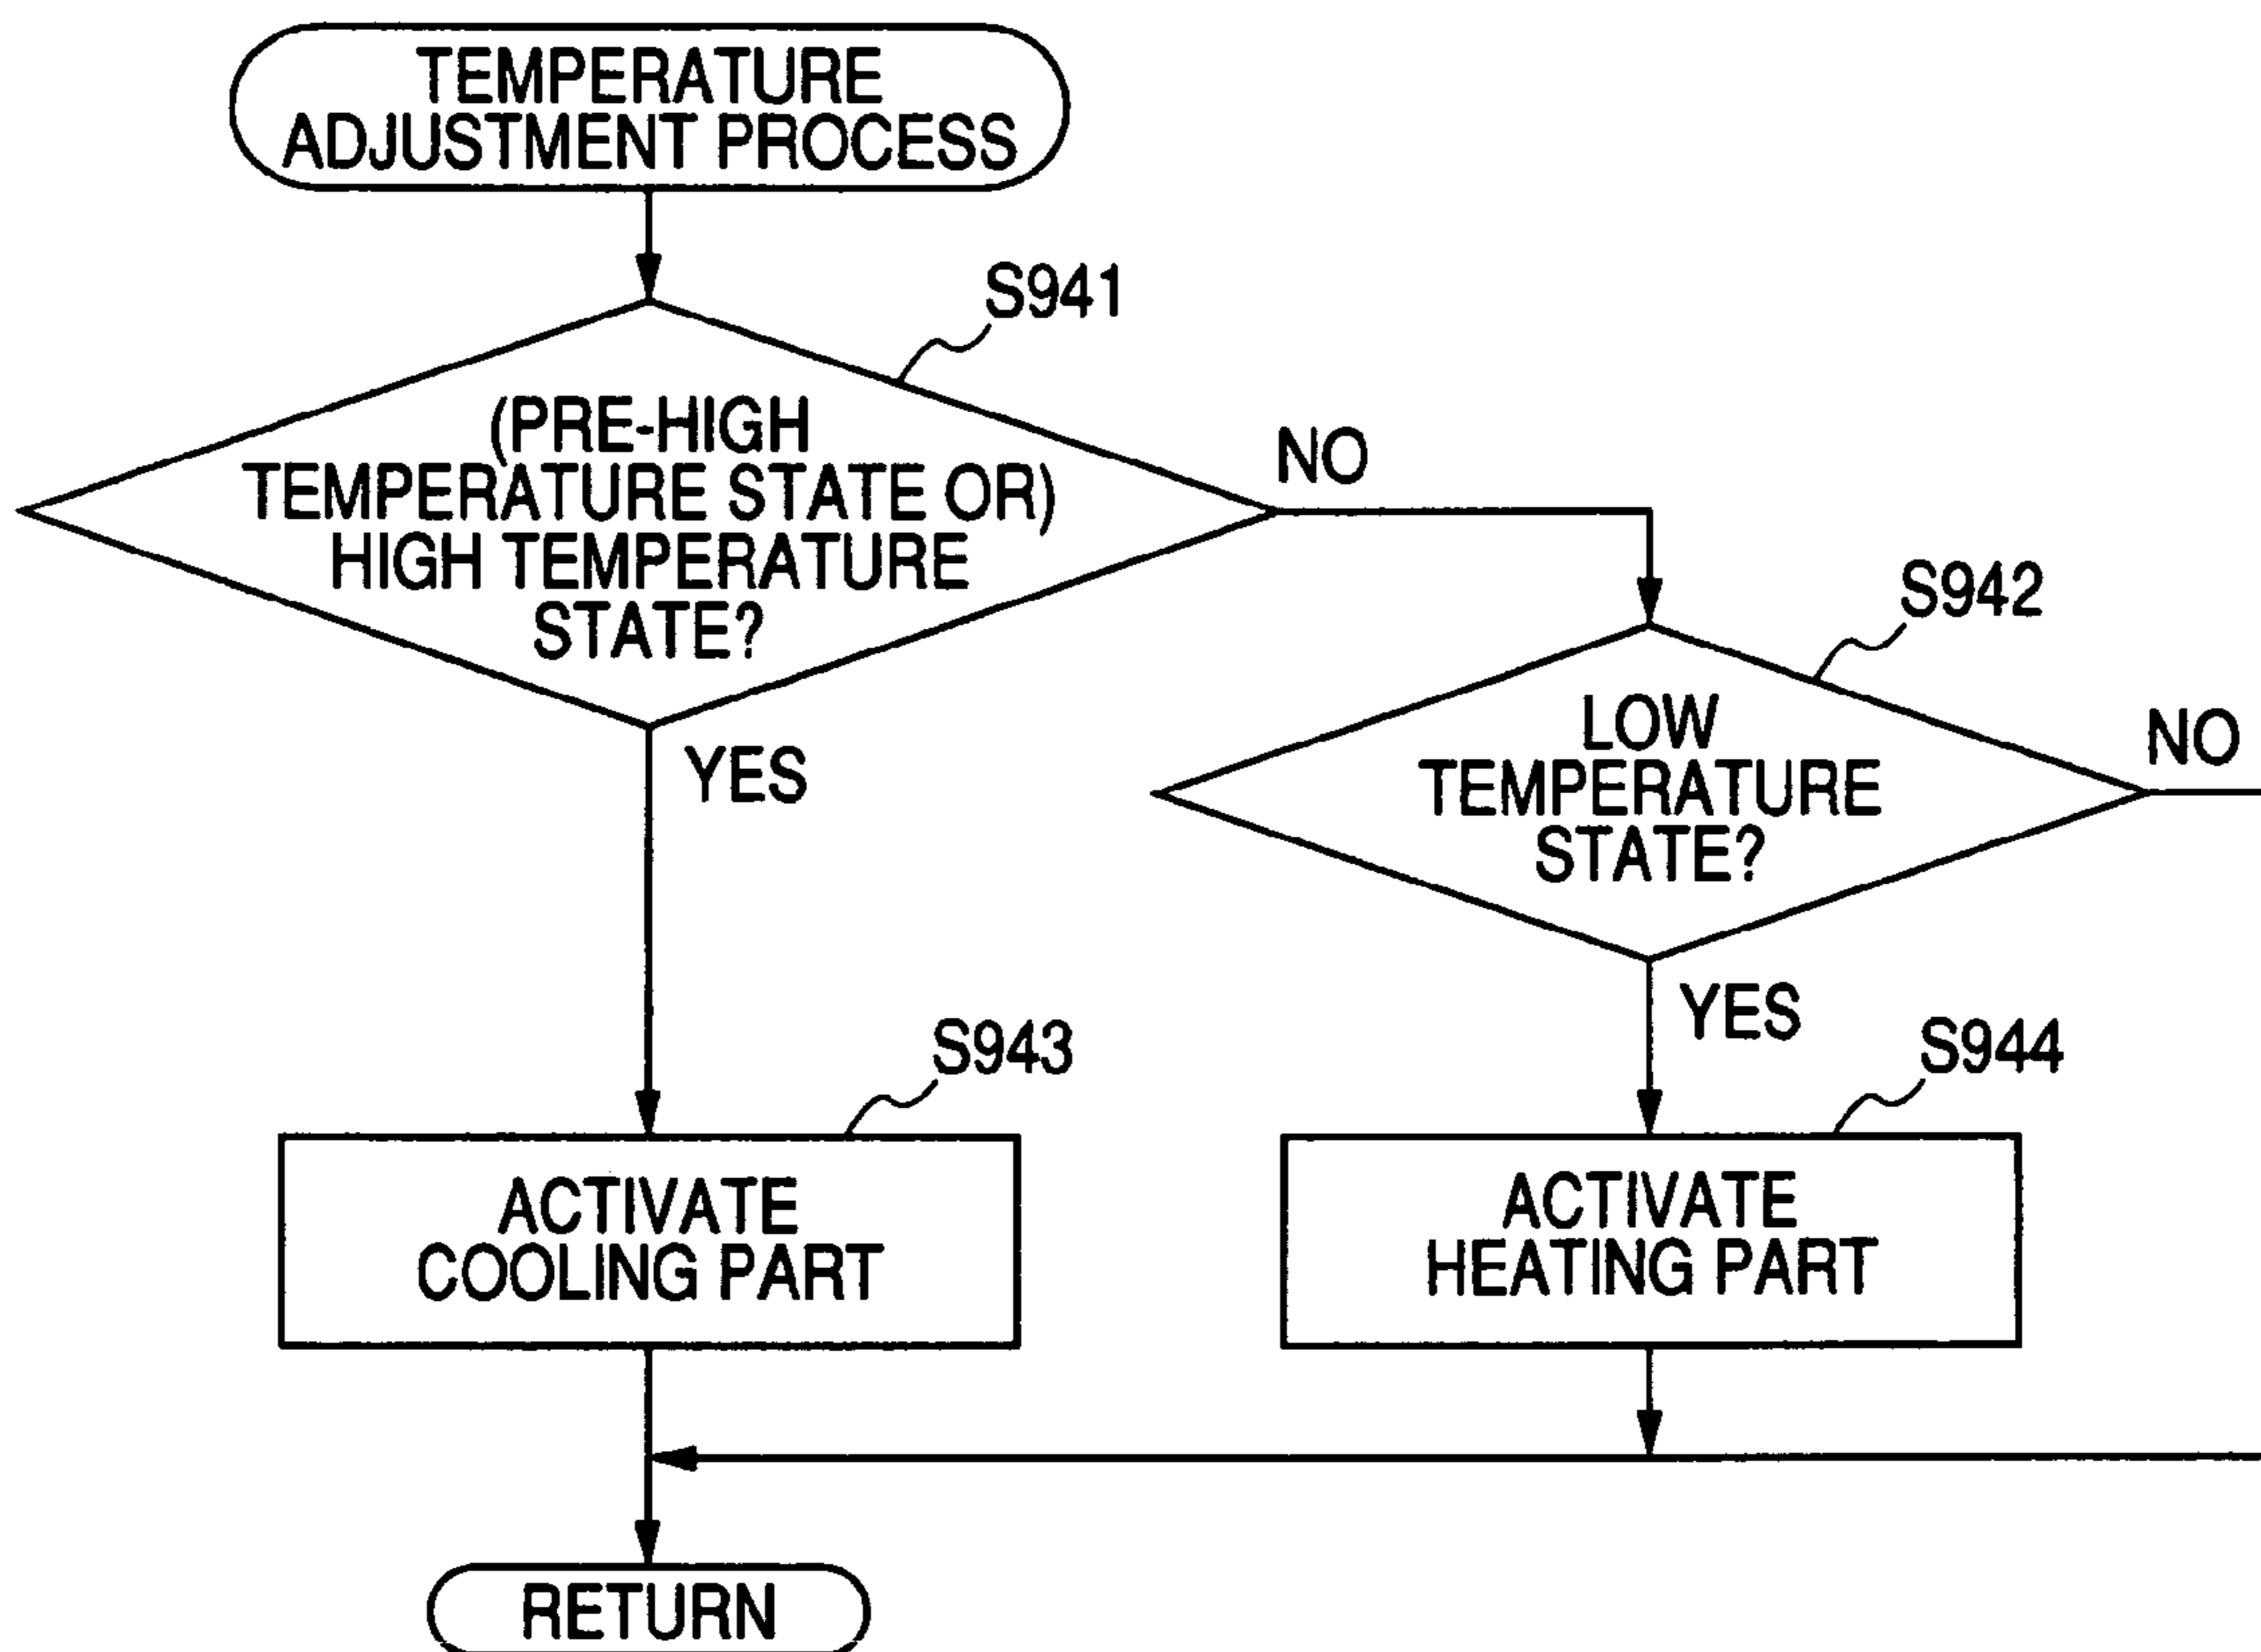 TEMPERATURE
ADJUSTMENT PROCESS
S941
(PRE-HIGH
TEMPERATURE STATE OR)
HIGH TEMPERATURE
STATE?
NO
YES
S942
LOW
TEMPERATURE
STATE?
NO
YES
S943
ACTIVATE
COOLING PART
S944
ACTIVATE
HEATING PART
RETURN